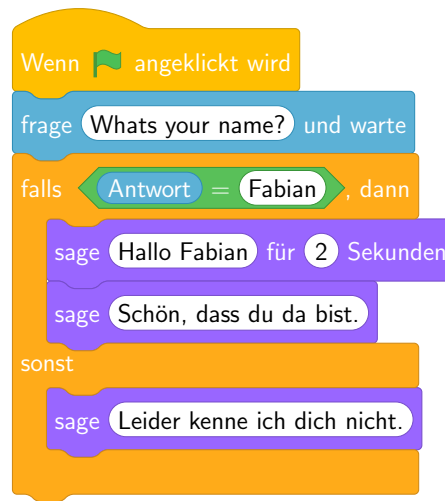 Wenn angeklickt wird
frage Whats your name? und warte
falls Antwort = Fabian , dann
sage Hallo Fabian für 2 Sekunden
sage Schön, dass du da bist.
sonst
sage Leider kenne ich dich nicht.